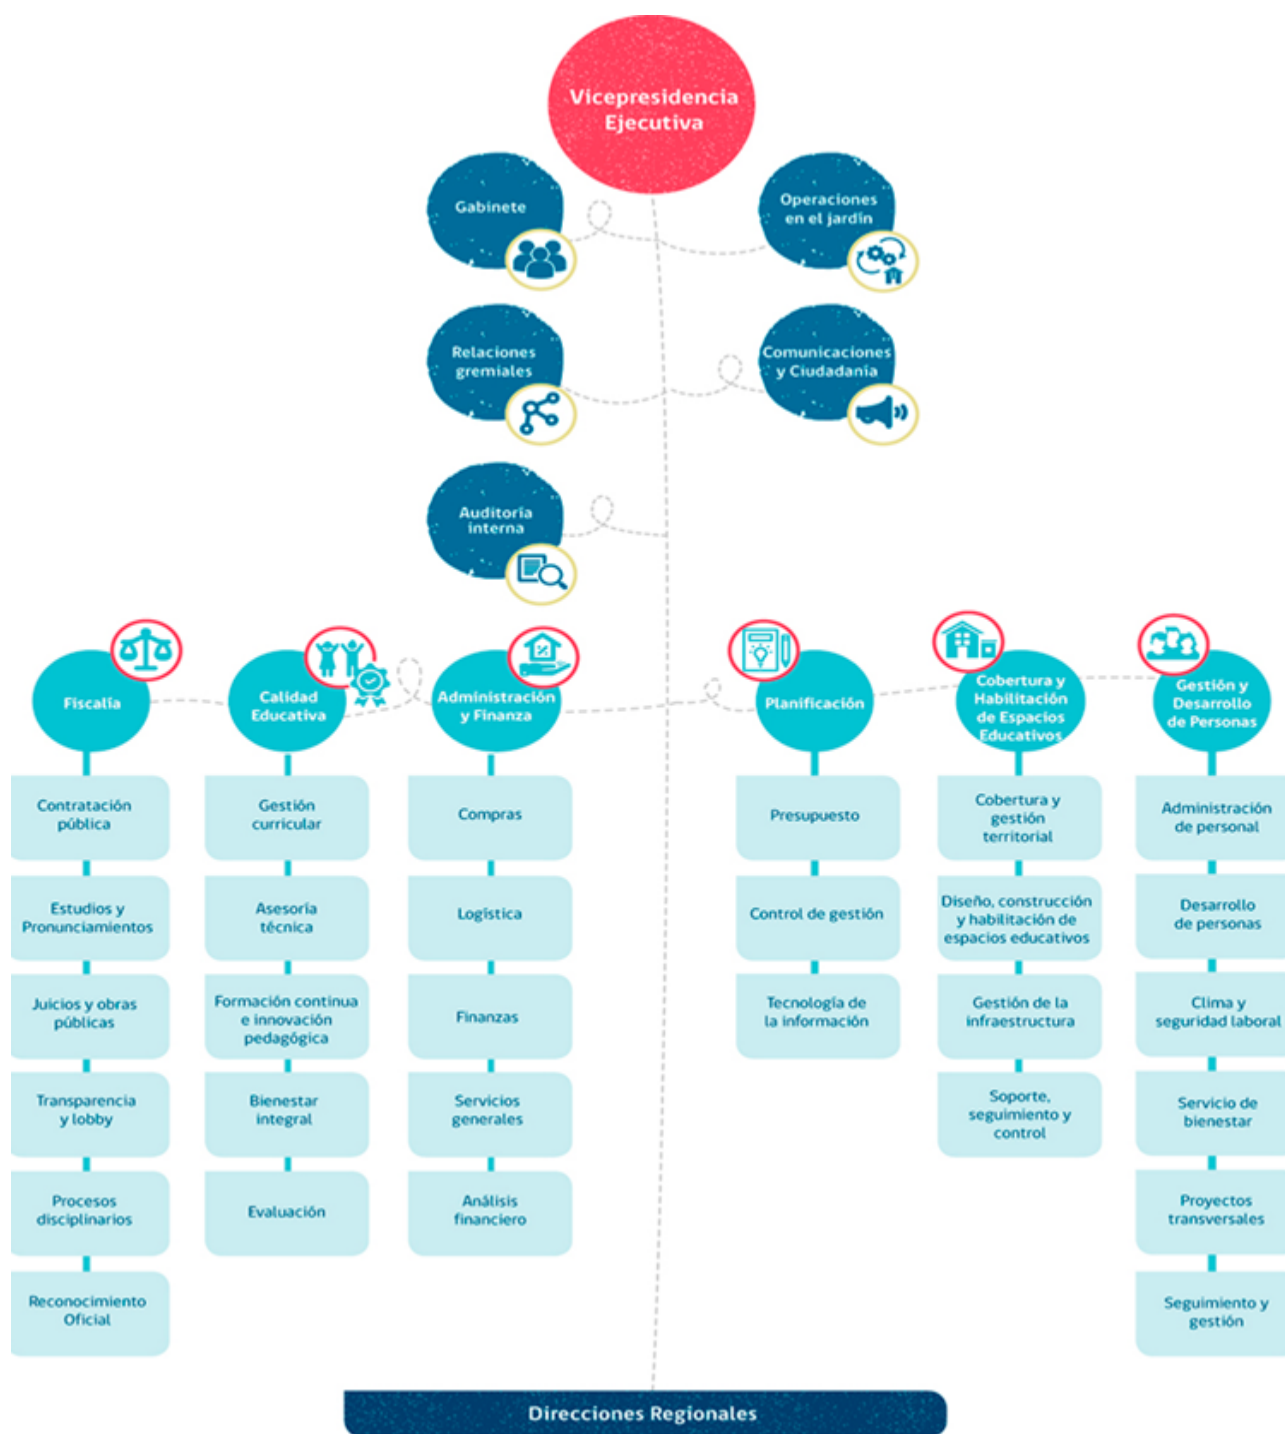 Vicepresidencia
Ejecutiva
Gabinete
Operaciones
en el jardín
Relaciones
gremiales
Comunicaciones
y Ciudadanía
Auditoría
interna
Fiscalía
Calidad
Educativa
Administración
y Finanza
Planificación
Cobertura y
Habilitación
de Espacios
Educativos
Gestión y
Desarrollo
de Personas
Contratación
pública
Estudios y
Pronunciamientos
Juicios y obras
públicas
Transparencia
y lobby
Procesos
disciplinarios
Reconocimiento
Oficial
Gestión
curricular
Asesoría
técnica
Formación continua
e innovación
pedagógica
Bienestar
integral
Evaluación
Compras
Logística
Finanzas
Servicios
generales
Análisis
financiero
Presupuesto
Control de gestión
Tecnología de
la información
Cobertura y
gestión
territorial
Diseño, construcción
y habilitación de
espacios educativos
Gestión de la
infraestructura
Soporte,
seguimiento y
control
Administración
de personal
Desarrollo
de personas
Clima y
seguridad laboral
Servicio de
bienestar
Proyectos
transversales
Seguimiento y
gestión
Direcciones Regionales